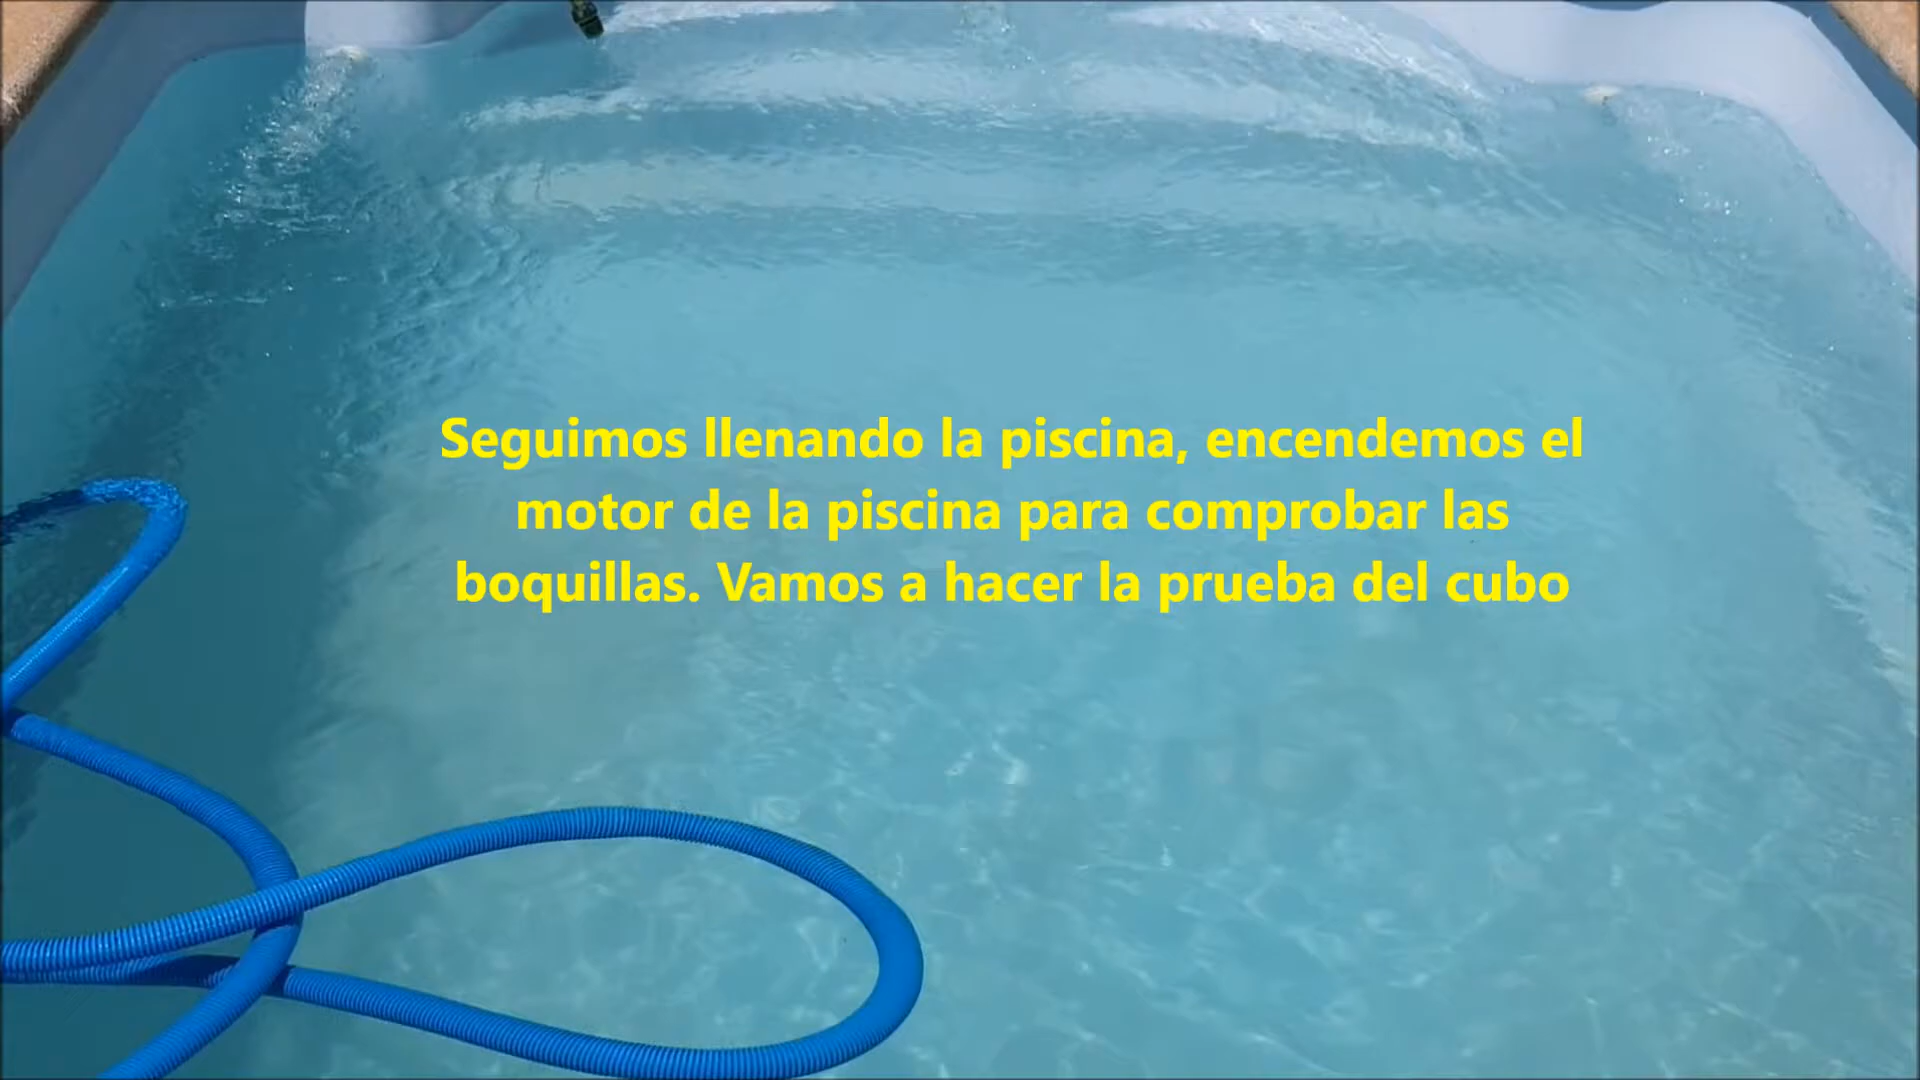 Seguimos llenando la piscina, encendemos el
motor de la piscina para comprobar las
boquillas. Vamos a hacer la prueba del cubo